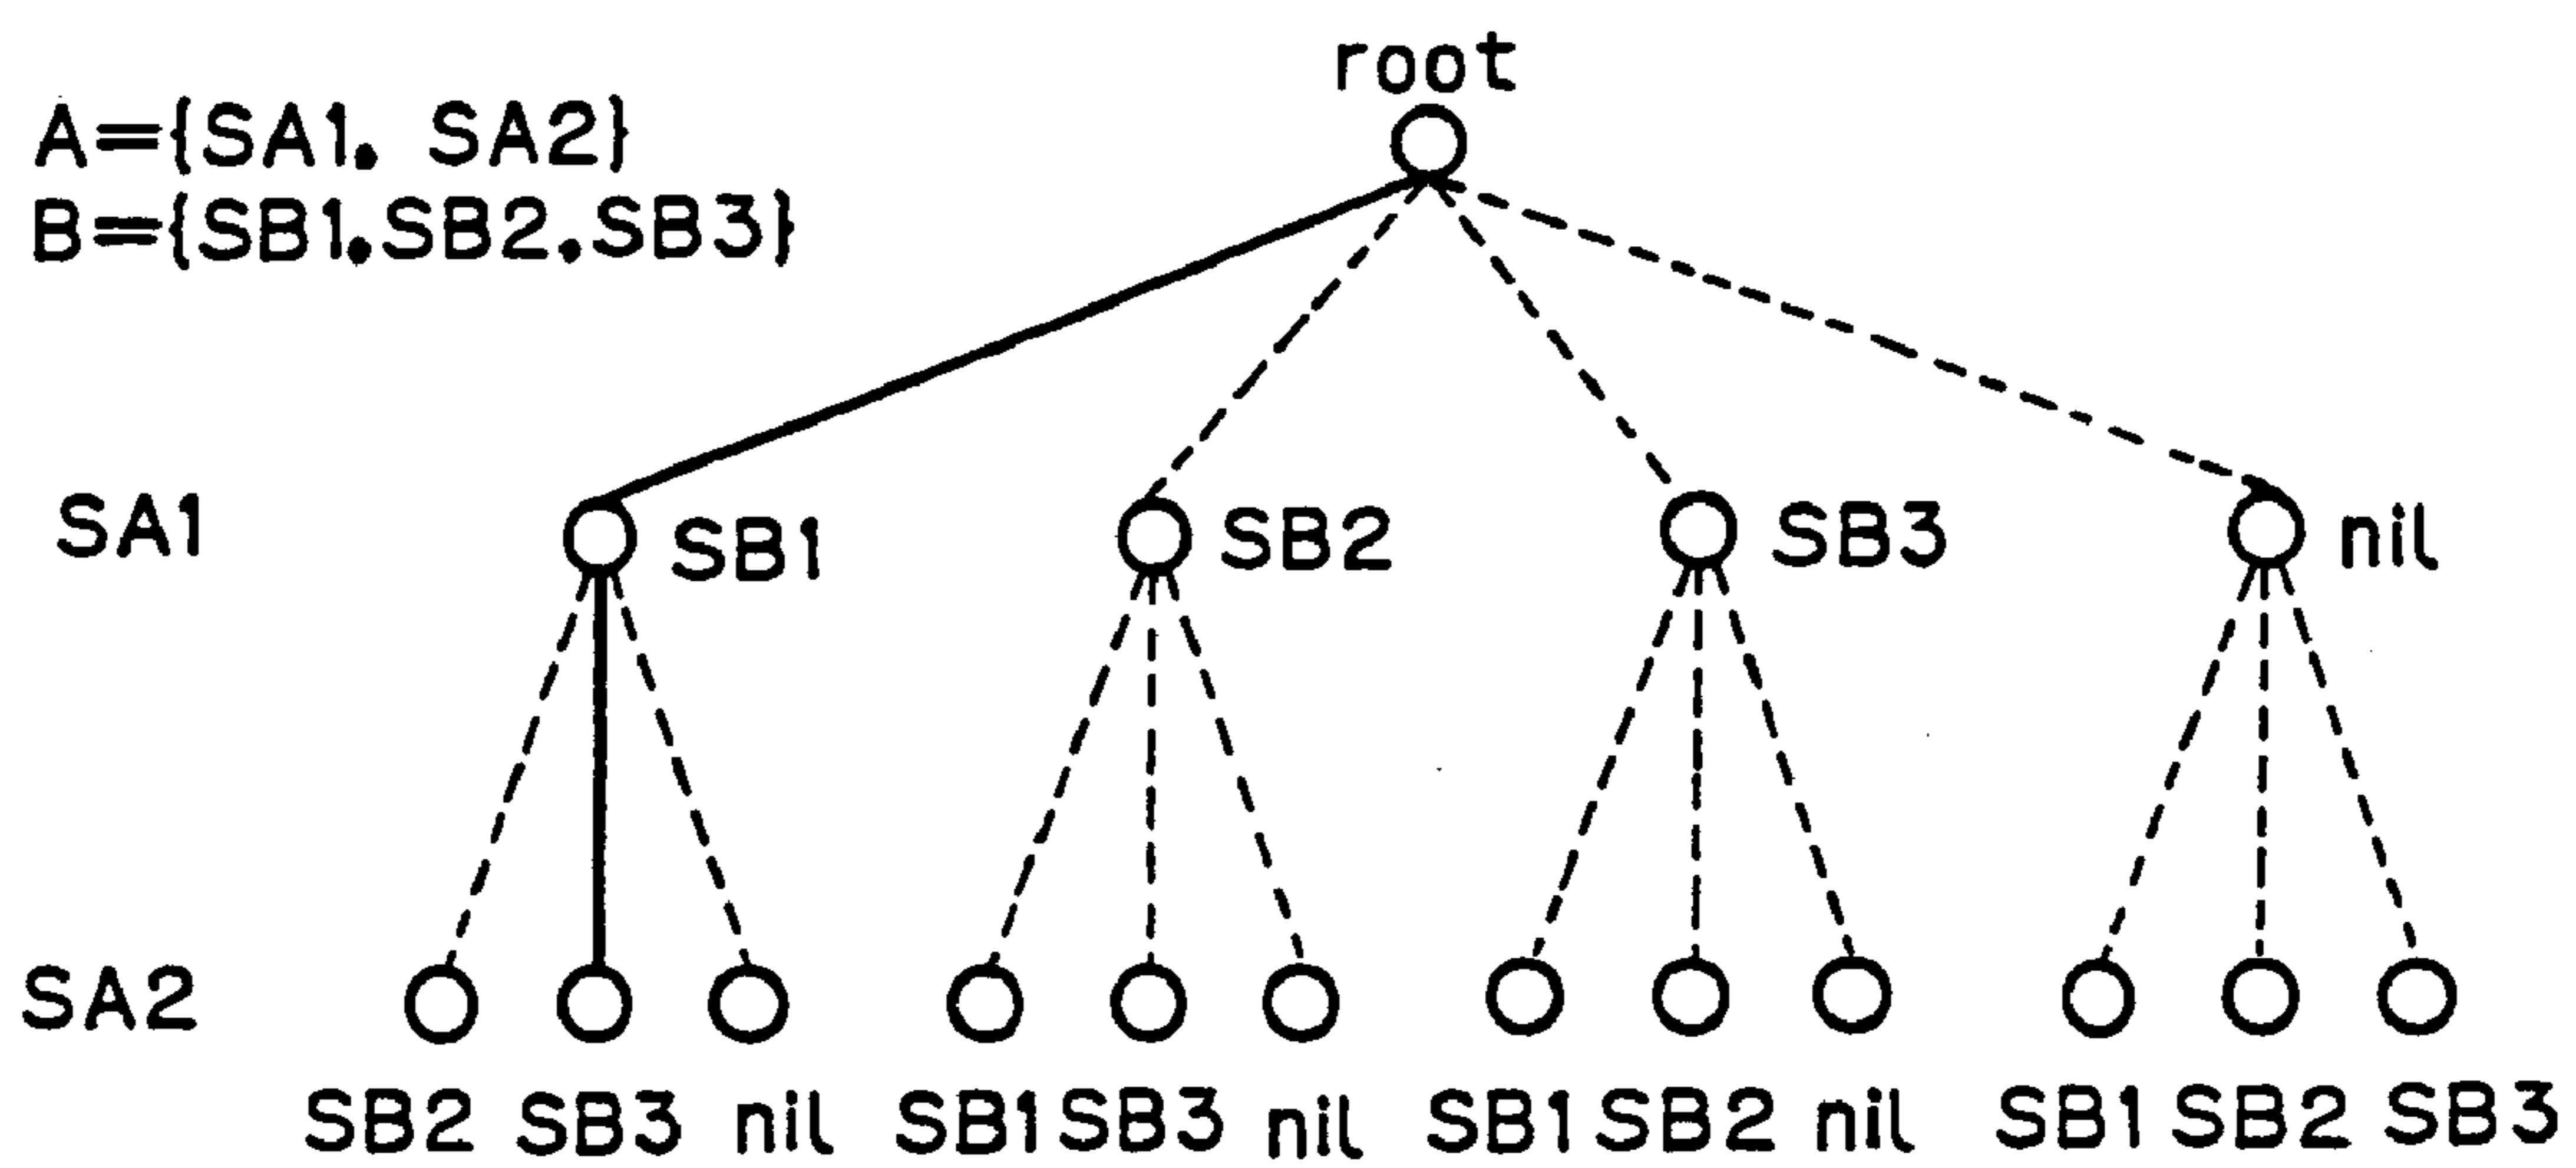 root
A={SA1. SA2}
B={SB1.SB2.SB3}
SA1 SB1 SB2 SB3 nil
SA2
SB2 SB3 nil SB1 SB3 nil SB1 SB2 nil SB1 SB2 SB3